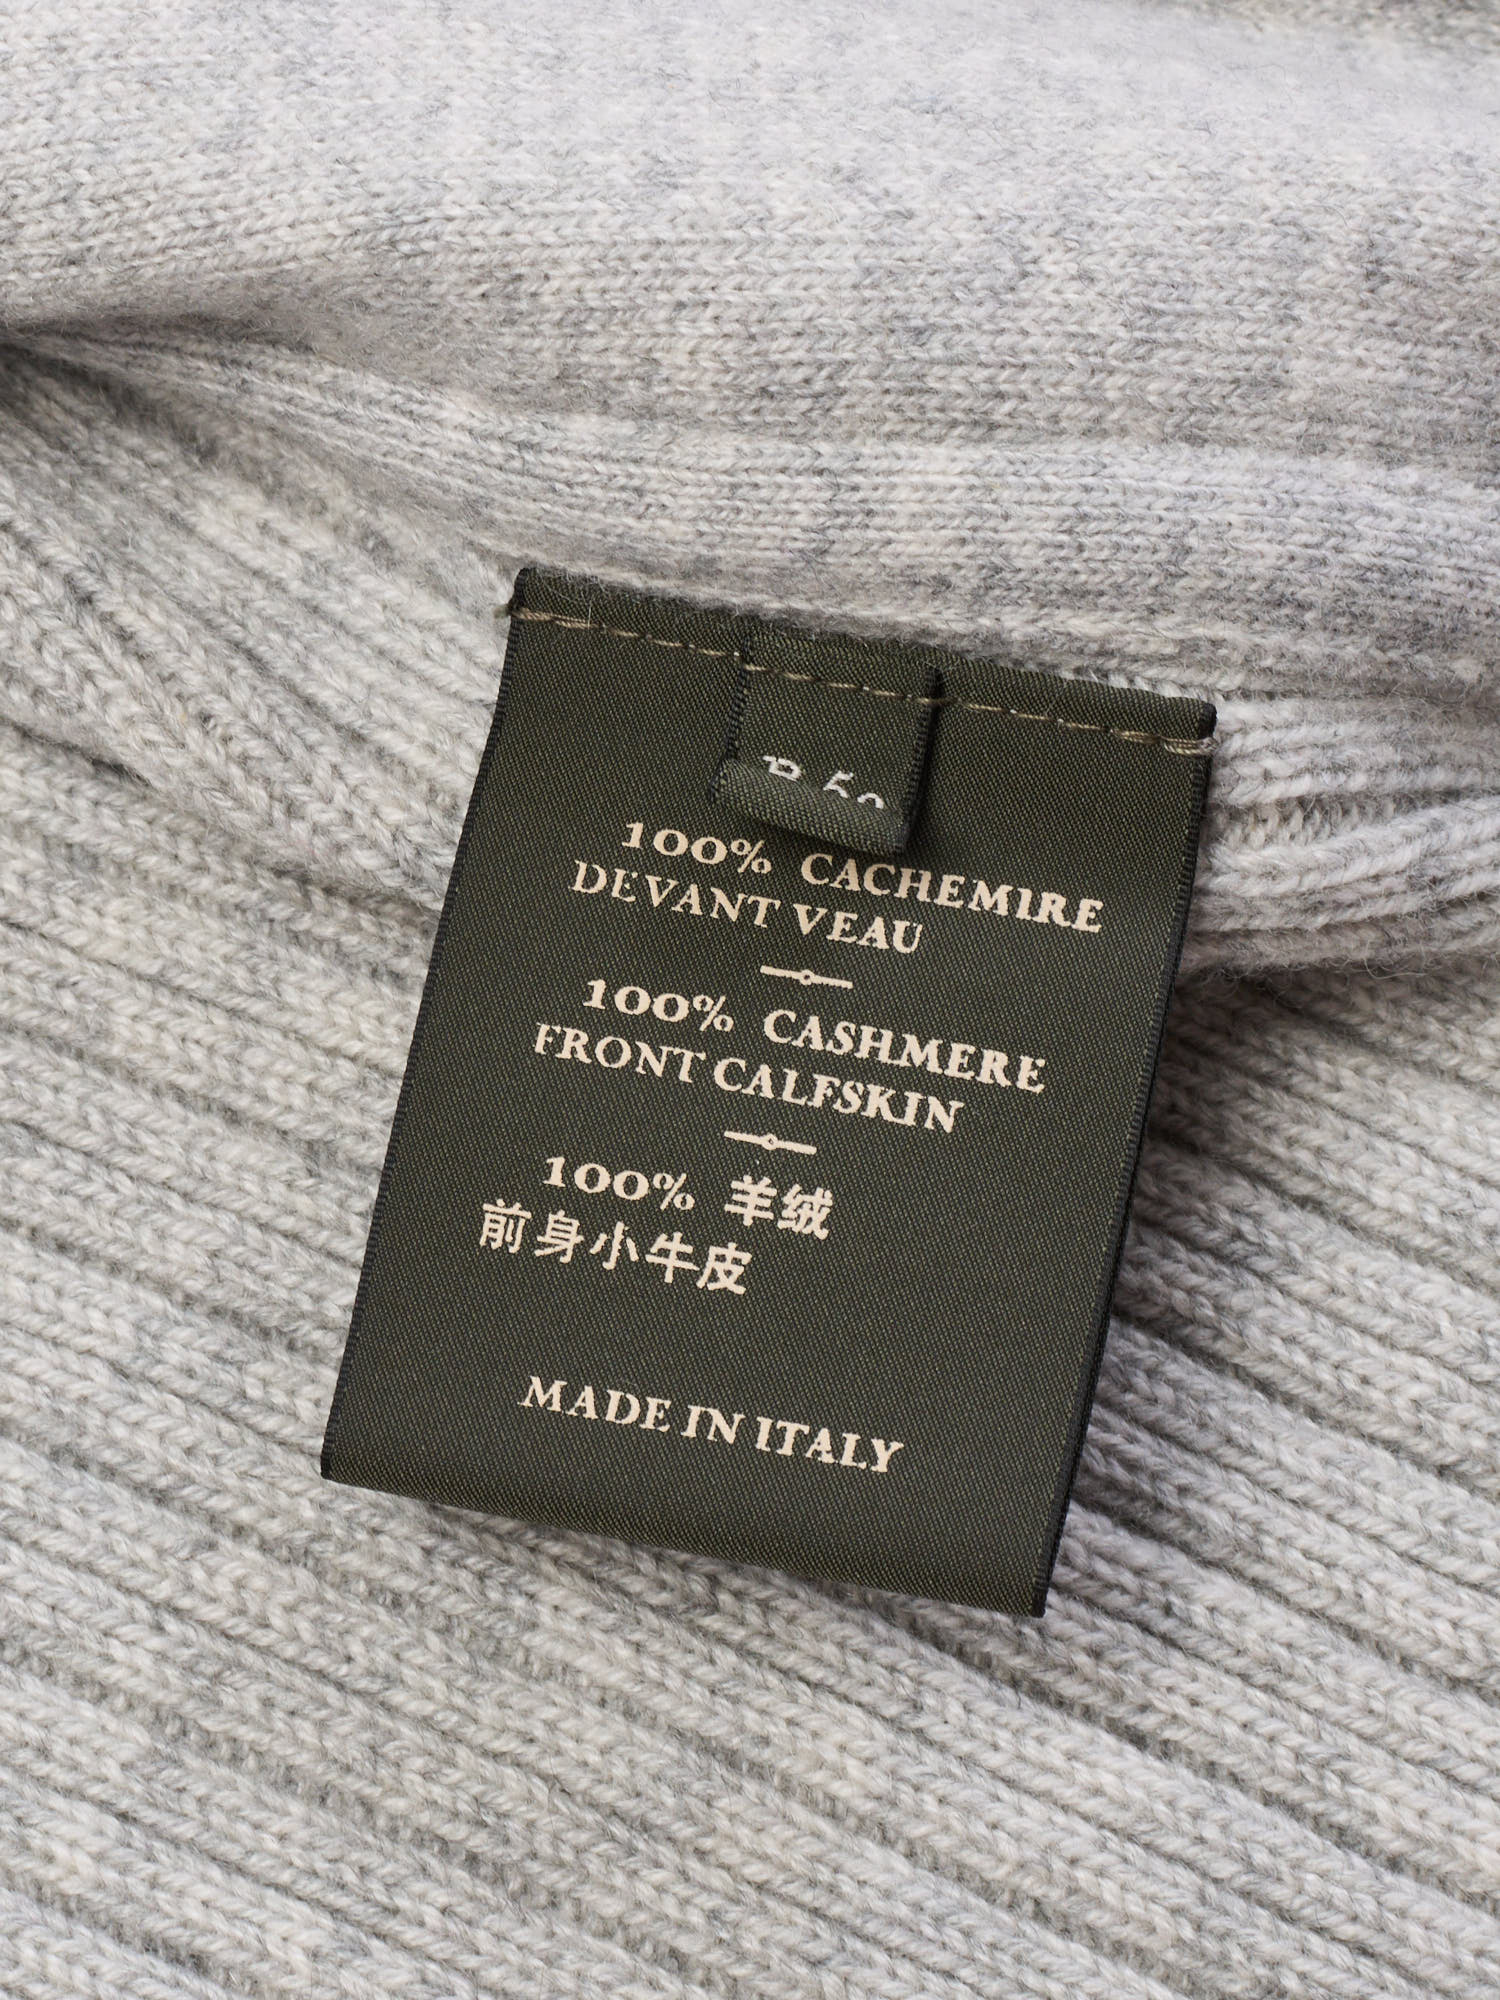 100% CACHEMIRE
DEVANT VEAU
100% CASHMERE
FRONT CALFSKIN
100% 羊绒
前身小牛皮
MADE IN ITALY